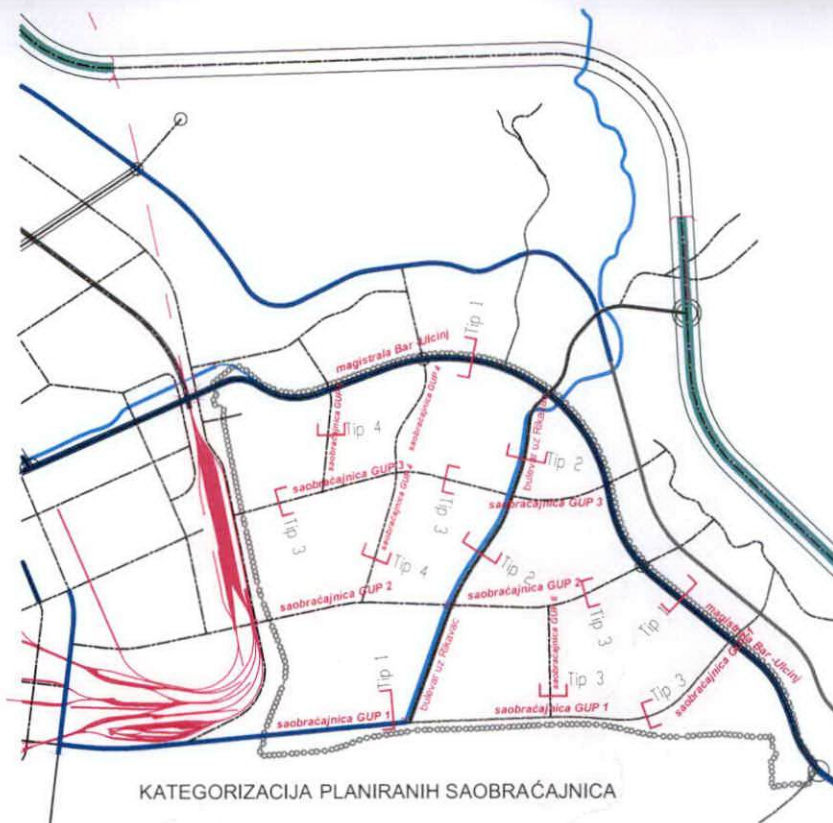 Tip 1
magistrala Bar -Ulcinj
saobraćajnica GUP 4
bulevar uz Rikavac
Tip 4
Tip 2
saobraćajnica GUP 3
Tip 3
saobraćajnica GUP 3
Tip 3
saobraćajnica GUP 4
Tip 4
Tip 2
saobraćajnica GUP 2
saobraćajnica GUP 2
Tip 3
Tip
magistrala Bar -Ulcinj
bulevar uz Rikavac
Tip 1
Tip 3
Tip 3
saobraćajnica GUP 1
saobraćajnica GUP 1
KATEGORIZACIJA PLANIRANIH SAOBRAĆAJNICA